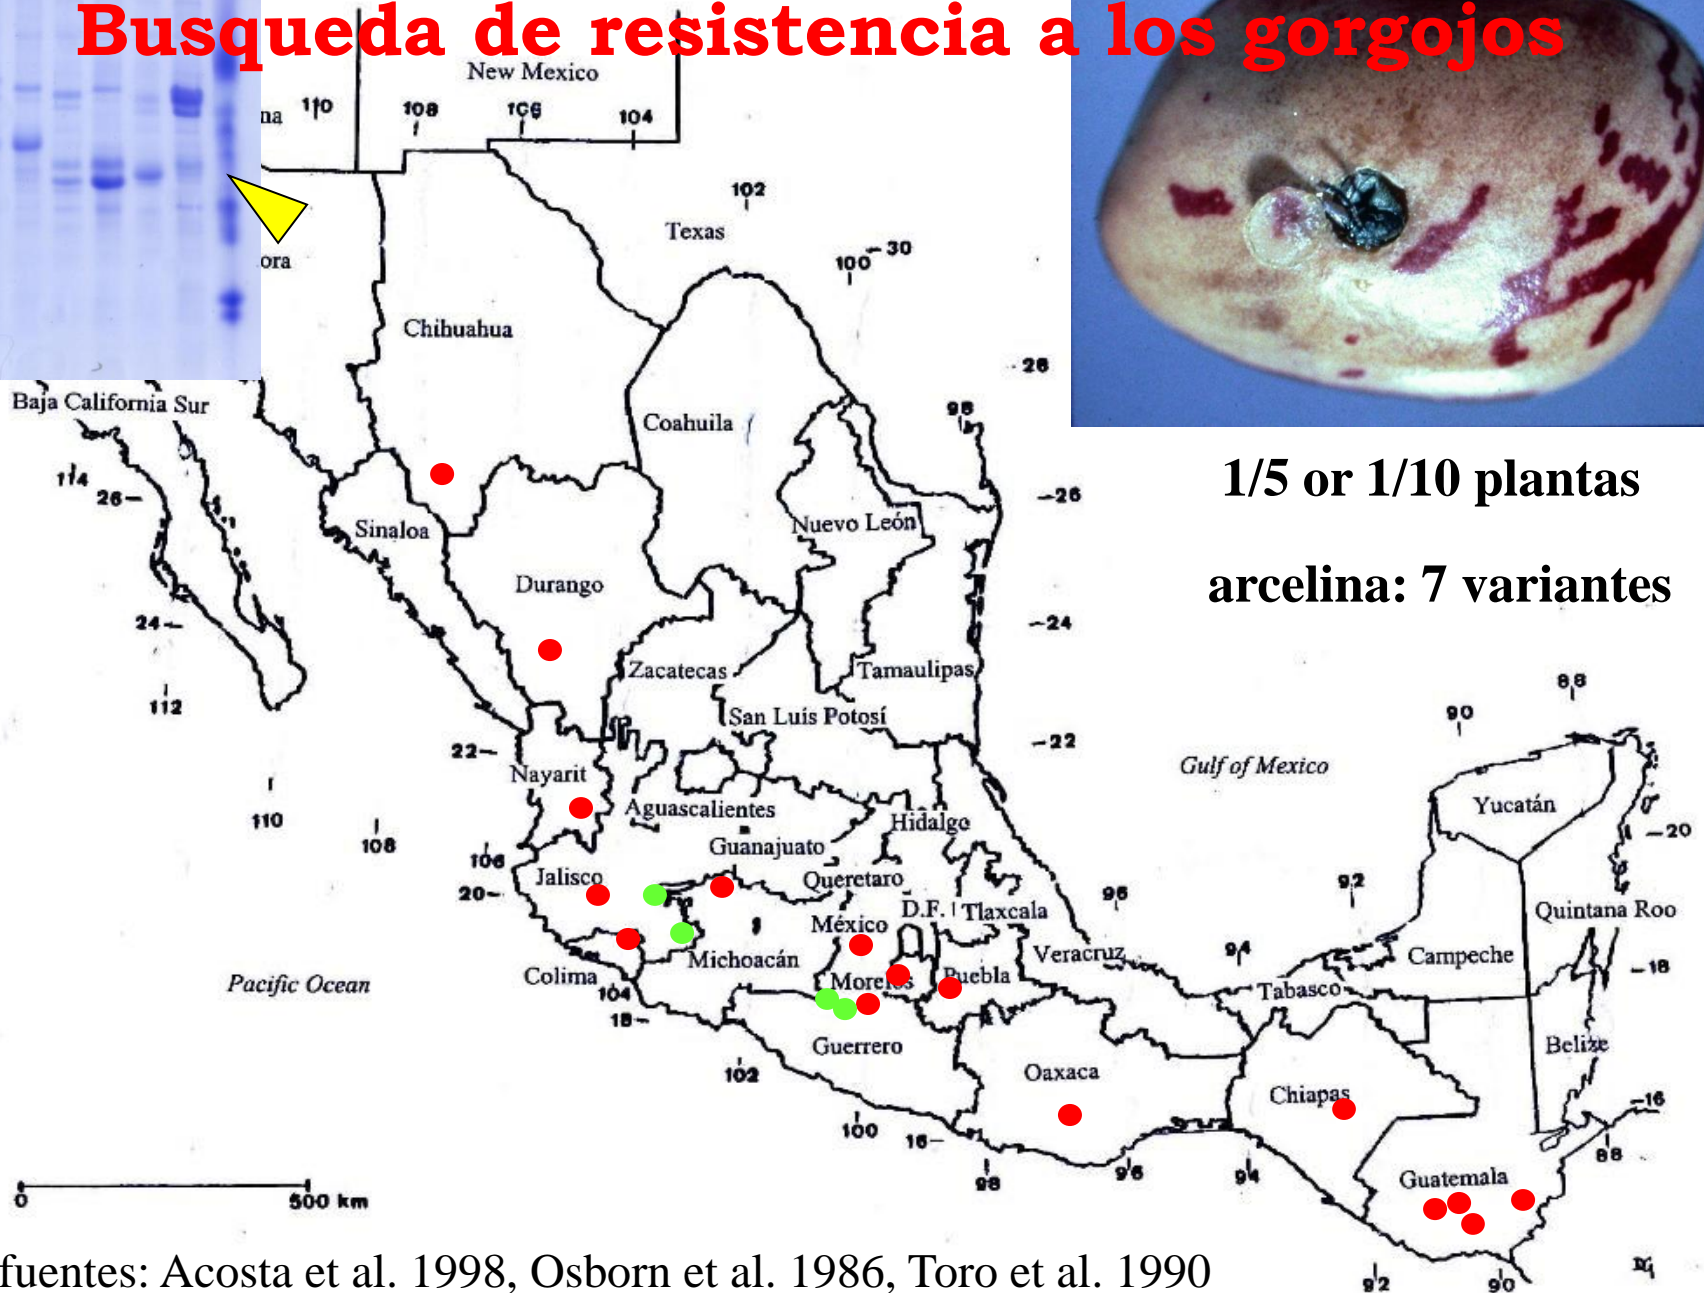 Busqueda de resistencia a los gorgojos
New Mexico
na
110
108
106
104
102
Texas
100
30
ora
Chihuahua
28
Baja California Sur
Coahuila
98
1/5 or 1/10 plantas
114
26
26
Sinaloa
Nuevo León
Durango
arcelina: 7 variantes
24
24
Zacatecas
Tamaulipas
112
88
90
San Luís Potosí
22
22
Gulf of Mexico
Nayarit
Aguascalientes
Yucatán
110
Hidalgo
20
108
Guanajuato
106
Jalisco
Queretaro
20
96
92
D.F.
Tlaxcala
Quintana Roo
México
Veracruz
94
Michoacán
Campeche
18
Colima
Pacific Ocean
Morelos
Puebla
104
Tabasco
18
Guerrero
Belize
Oaxaca
102
Chiapas
16
100
16
88
98
96
94
Guatemala
0
500 km
fuentes: Acosta et al. 1998, Osborn et al. 1986, Toro et al. 1990
92
90